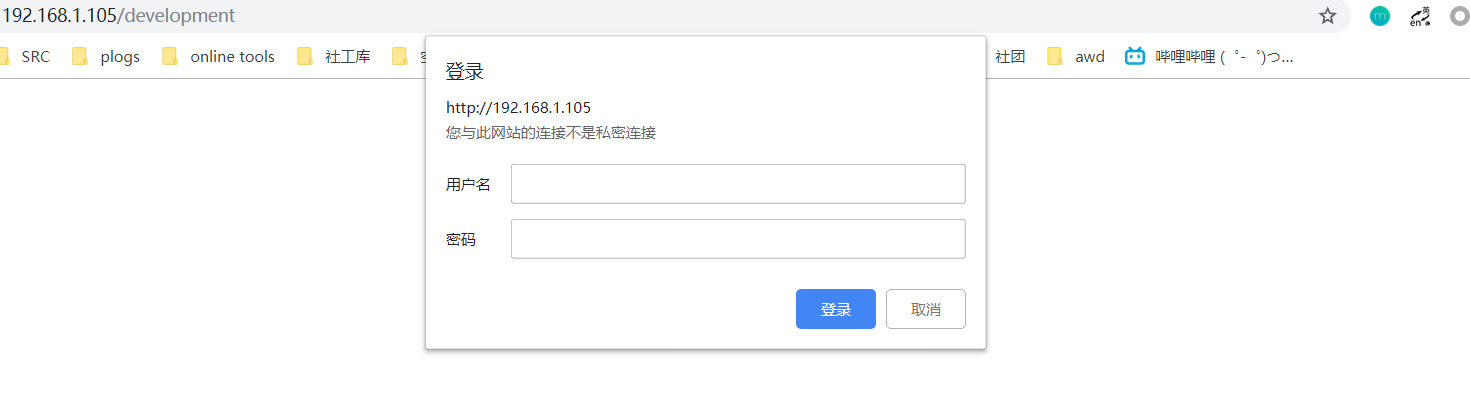 192.168.1.105/development
英
en
m
SRC plogs online tools 社工库 社团 awd 哔哩哔哩 ( ゜- ゜)つ...
登录
http://192.168.1.105
您与此网站的连接不是私密连接
用户名
密码
登录 取消